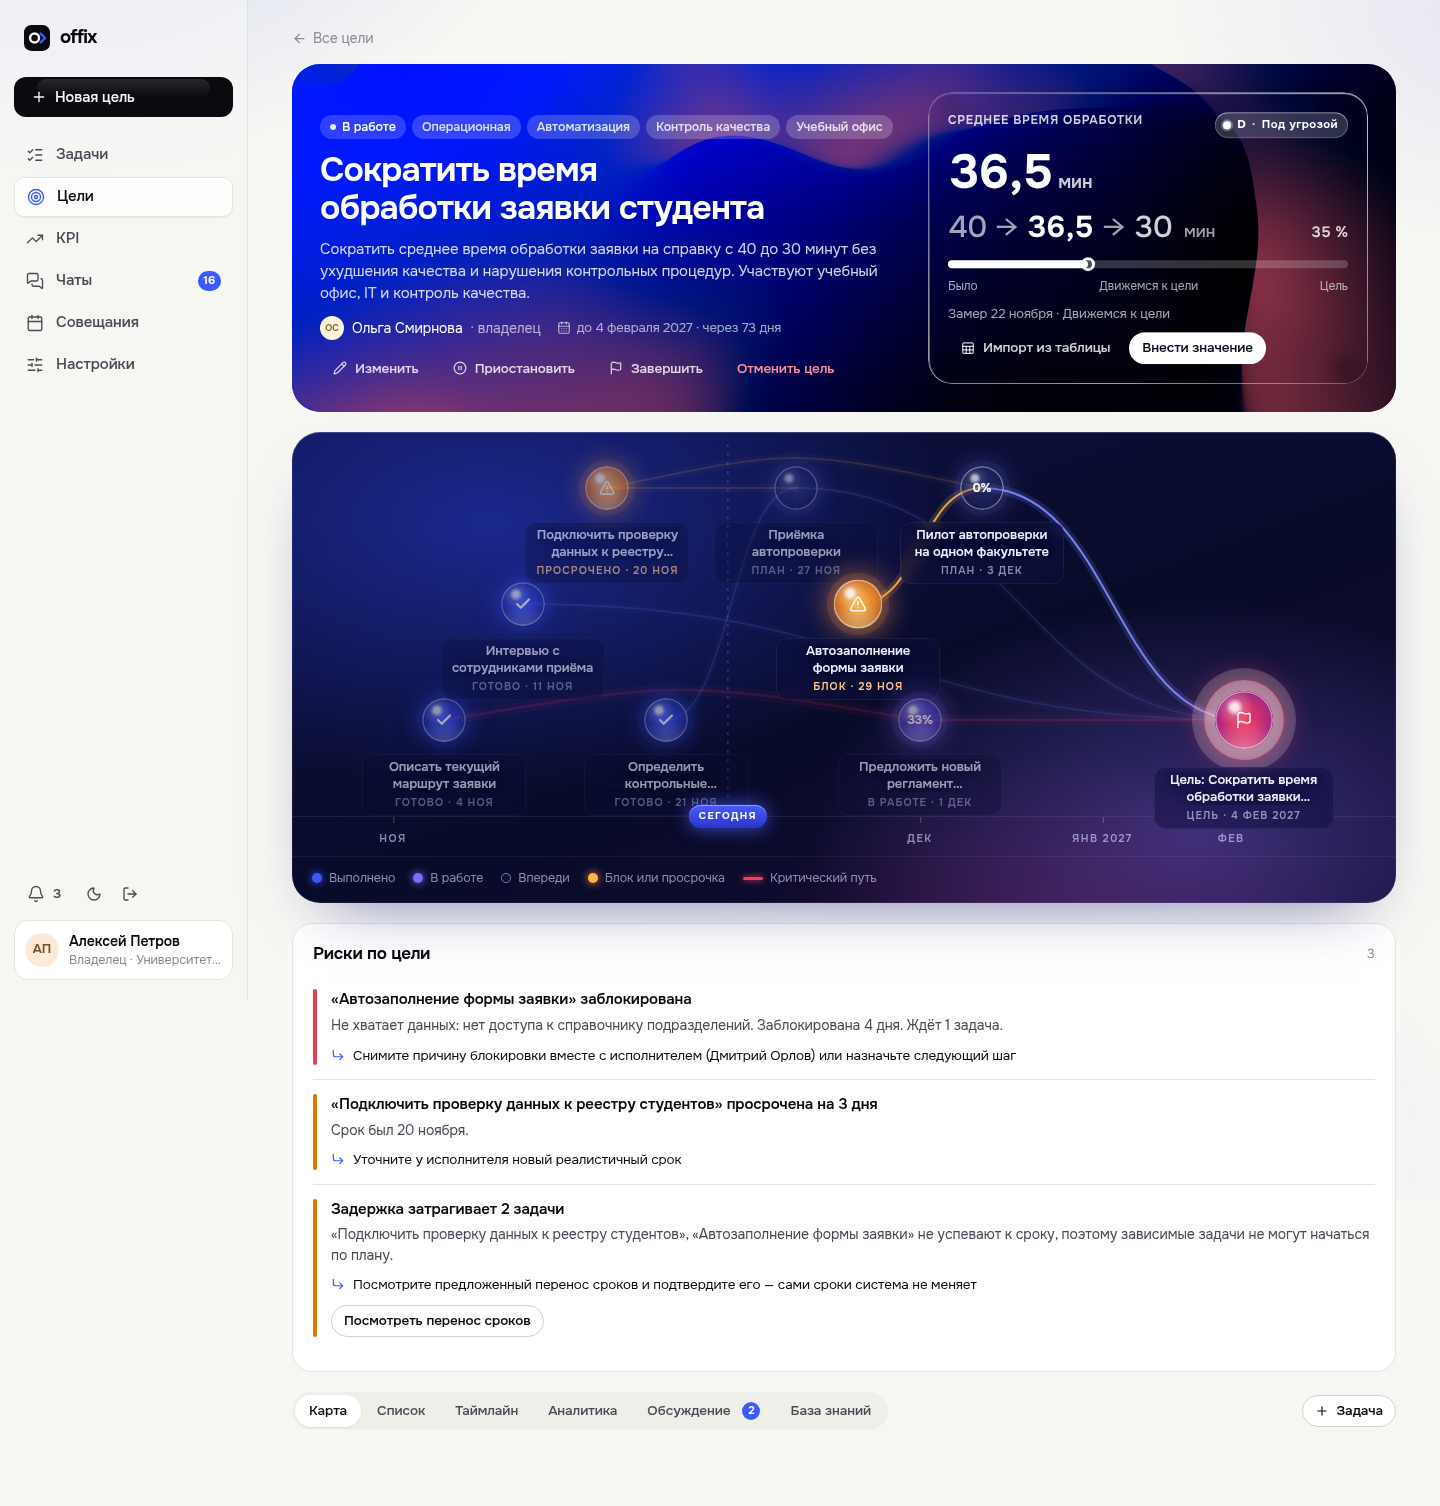 offix
Новая цель
Задачи
Цели
KPI
Чаты 16
Совещания
Настройки
3
АП
Алексей Петров
Владелец · Университет...
Все цели
В работе
Операционная
Автоматизация
Контроль качества
Учебный офис
Сократить время
обработки заявки студента
Сократить среднее время обработки заявки на справку с 40 до 30 минут без
ухудшения качества и нарушения контрольных процедур. Участвуют учебный
офис, IT и контроль качества.
ОС
Ольга Смирнова · владелец
до 4 февраля 2027 · через 73 дня
Изменить
Приостановить
Завершить
Отменить цель
СРЕДНЕЕ ВРЕМЯ ОБРАБОТКИ
D · Под угрозой
36,5 мин
40 → 36,5 → 30 мин
35 %
Было
Движемся к цели
Цель
Замер 22 ноября · Движемся к цели
Импорт из таблицы
Внести значение
0%
Подключить проверку
данных к реестру...
ПРОСРОЧЕНО · 20 НОЯ
Приёмка
автопроверки
ПЛАН · 27 НОЯ
Пилот автопроверки
на одном факультете
ПЛАН · 3 ДЕК
Интервью с
сотрудниками приёма
ГОТОВО · 11 НОЯ
Автозаполнение
формы заявки
БЛОК · 29 НОЯ
33%
Описать текущий
маршрут заявки
ГОТОВО · 4 НОЯ
Определить
контрольные...
ГОТОВО · 21 НОЯ
Предложить новый
регламент...
В РАБОТЕ · 1 ДЕК
Цель: Сократить время
обработки заявки...
ЦЕЛЬ · 4 ФЕВ 2027
СЕГОДНЯ
НОЯ
ДЕК
ЯНВ 2027
ФЕВ
Выполнено
В работе
Впереди
Блок или просрочка
Критический путь
Риски по цели
3
«Автозаполнение формы заявки» заблокирована
Не хватает данных: нет доступа к справочнику подразделений. Заблокирована 4 дня. Ждёт 1 задача.
Снимите причину блокировки вместе с исполнителем (Дмитрий Орлов) или назначьте следующий шаг
«Подключить проверку данных к реестру студентов» просрочена на 3 дня
Срок был 20 ноября.
Уточните у исполнителя новый реалистичный срок
Задержка затрагивает 2 задачи
«Подключить проверку данных к реестру студентов», «Автозаполнение формы заявки» не успевают к сроку, поэтому зависимые задачи не могут начаться
по плану.
Посмотрите предложенный перенос сроков и подтвердите его — сами сроки система не меняет
Посмотреть перенос сроков
Карта
Список
Таймлайн
Аналитика
Обсуждение 2
База знаний
Задача